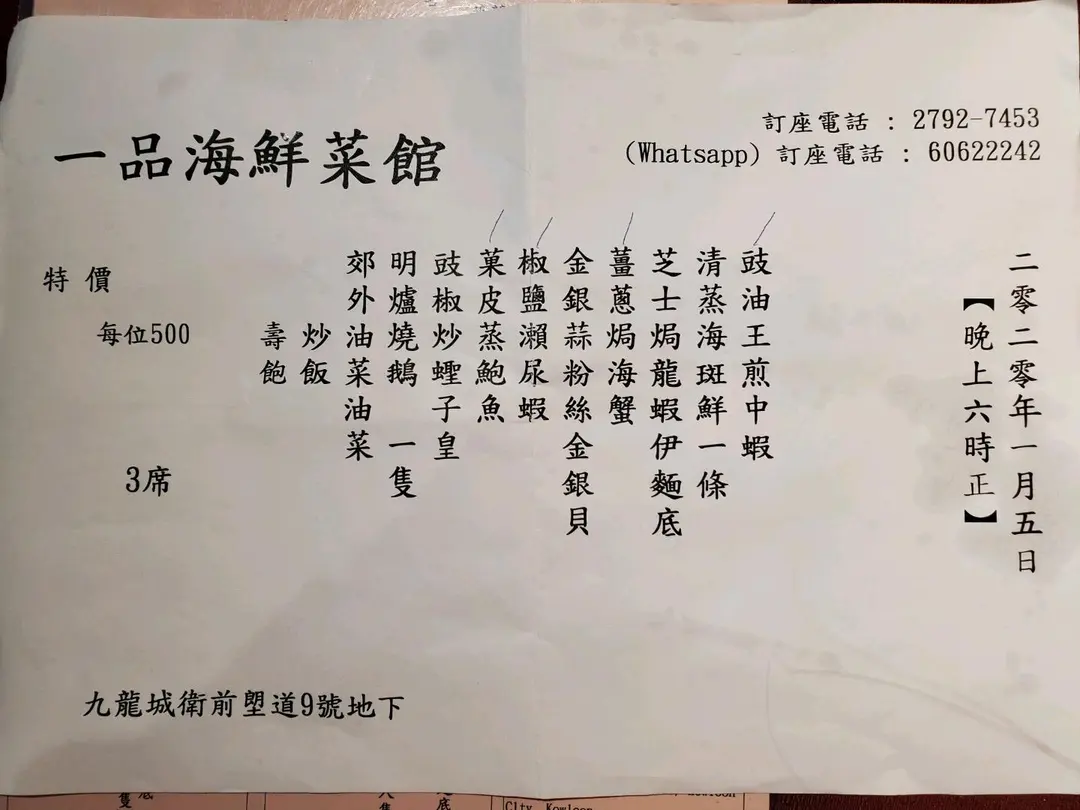 一品海鮮菜館
訂座電話 : 2792-7453
(Whatsapp) 訂座電話 : 60622242
二零二零年一月五日
【晚上六時正】
豉油王煎中蝦
清蒸海斑鮮一條
芝士焗龍蝦伊麵底
薑蔥焗海蟹
金銀蒜粉絲金銀貝
椒鹽瀨尿蝦
菓皮蒸鮑魚
豉椒炒蟶子皇
明爐燒鵝 一隻
郊外油菜油菜
炒飯
壽飽
特價
每位500
3席
九龍城衛前塱道9號地下
City, Kowloon